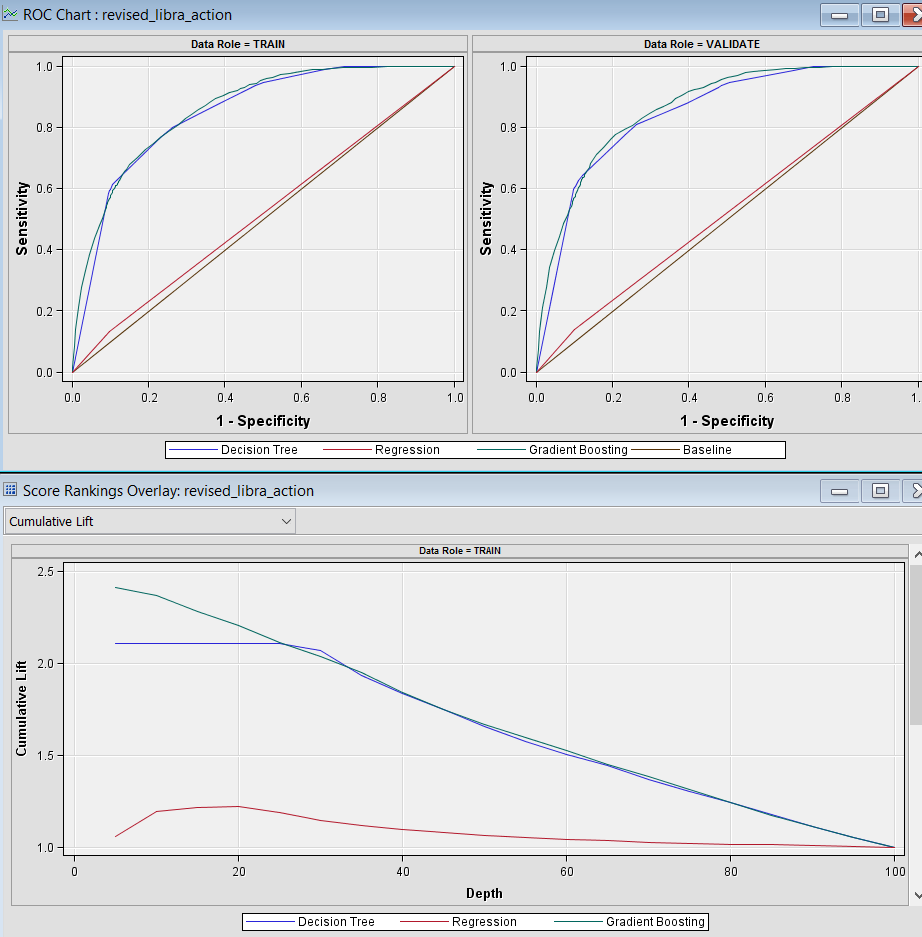 ROC Chart : revised_libra_action
Data Role = TRAIN
Data Role = VALIDATE
1.0
0.8
0.6
0.4
0.2
0.0
Sensitivity
0.0 0.2 0.4 0.6 0.8 1.0
1 - Specificity
1.0
0.8
0.6
0.4
0.2
0.0
Sensitivity
0.0 0.2 0.4 0.6 0.8 1.
1 - Specificity
Decision Tree Regression Gradient Boosting Baseline
Score Rankings Overlay: revised_libra_action
Cumulative Lift
Data Role = TRAIN
2.5
2.0
1.5
1.0
Cumulative Lift
0 20 40 60 80 100
Depth
Decision Tree Regression Gradient Boosting